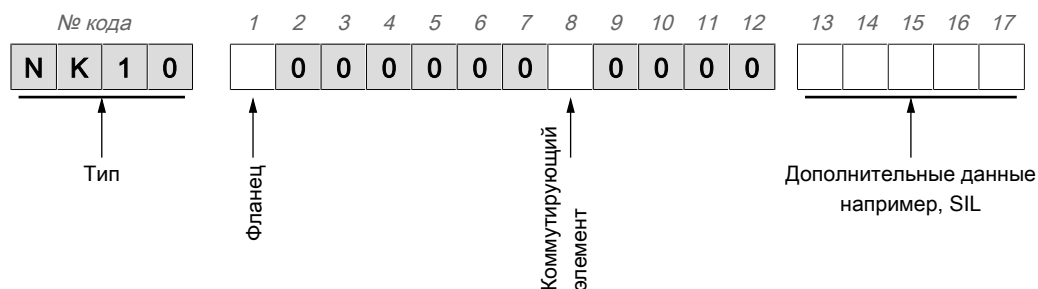 № кода 1 2 3 4 5 6 7 8 9 10 11 12 13 14 15 16 17
N K 1 0 0 0 0 0 0 0 0 0 0 0
Тип
Фланец
Коммутирующий
элемент
Дополнительные данные
например, SIL